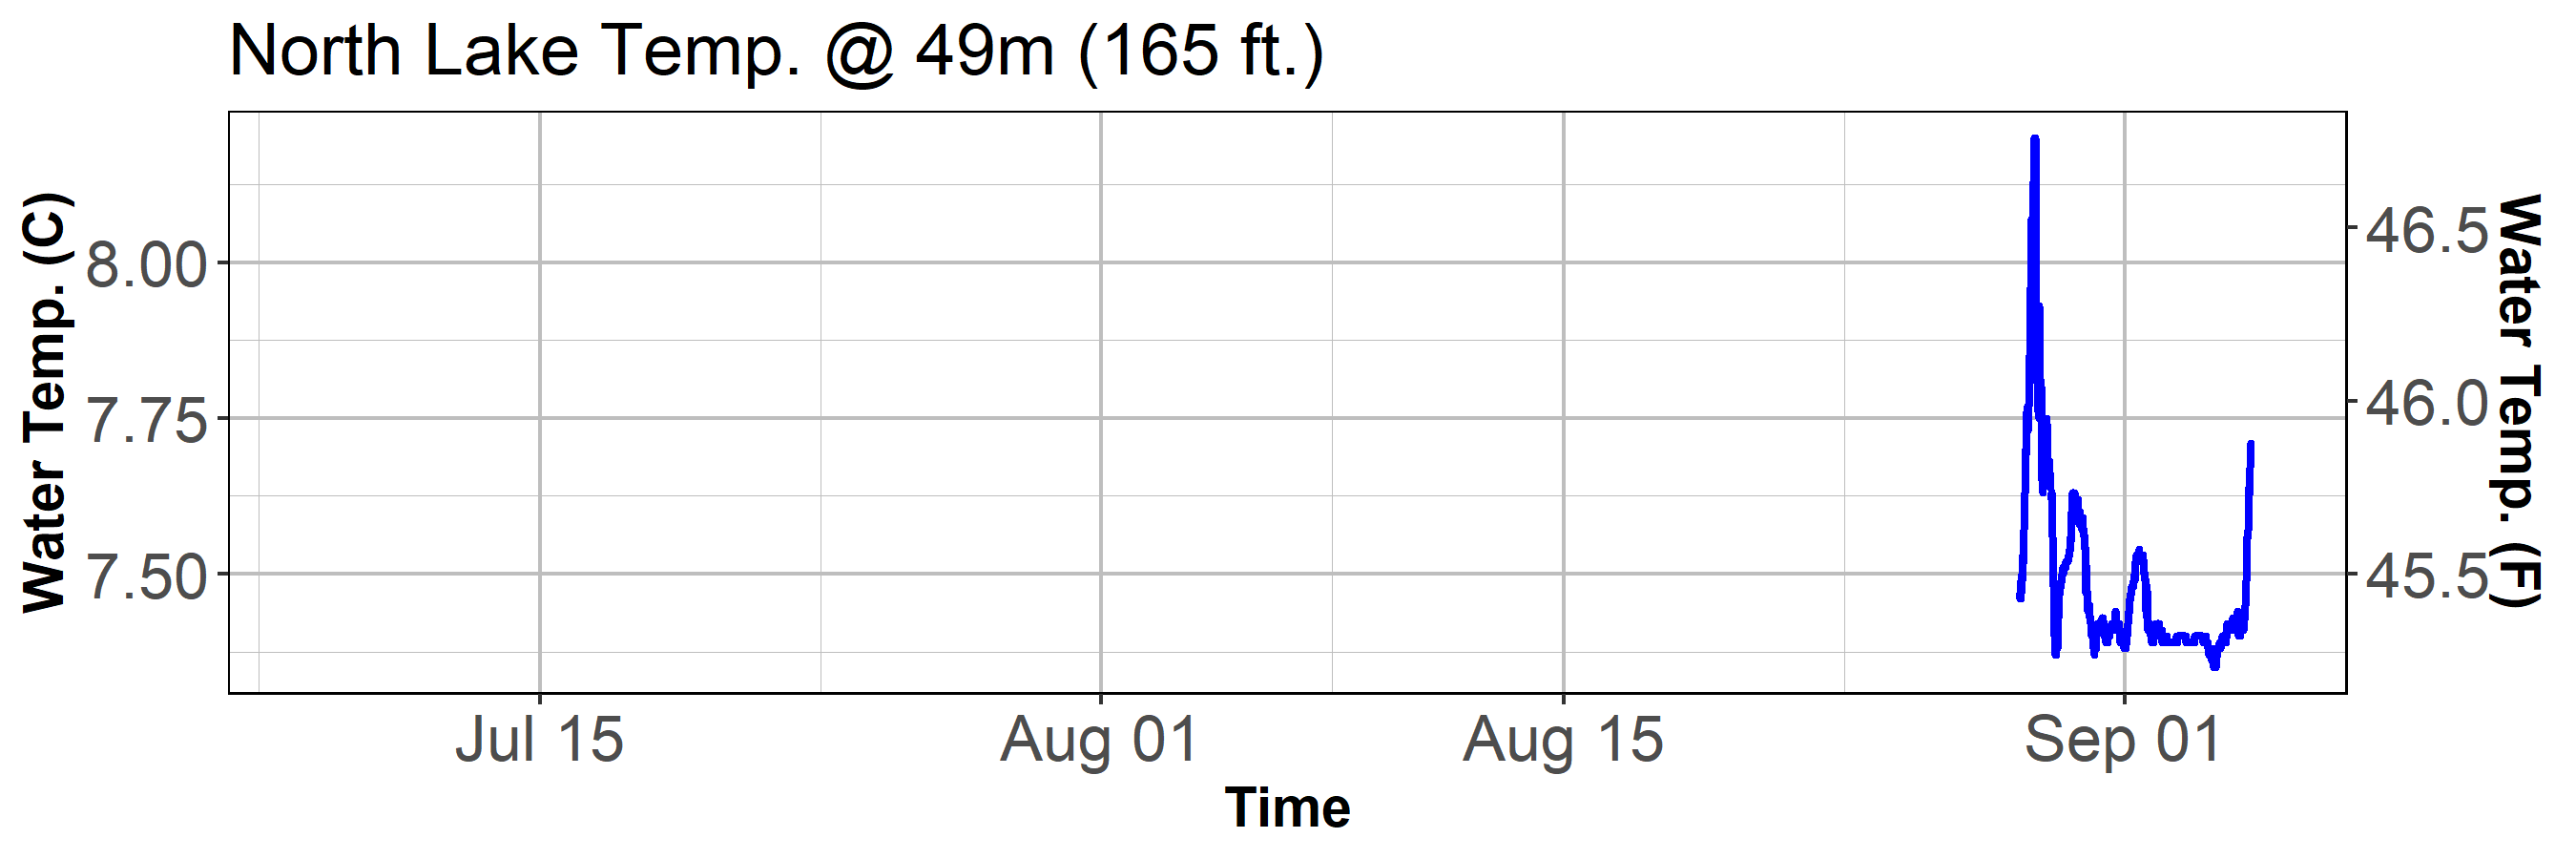 North Lake Temp. @ 49m (165 ft.)
Water Temp. (C)
8.00
7.75
7.50
46.5
46.0
45.5
Water Temp. (F)
Jul 15
Aug 01
Aug 15
Sep 01
Time